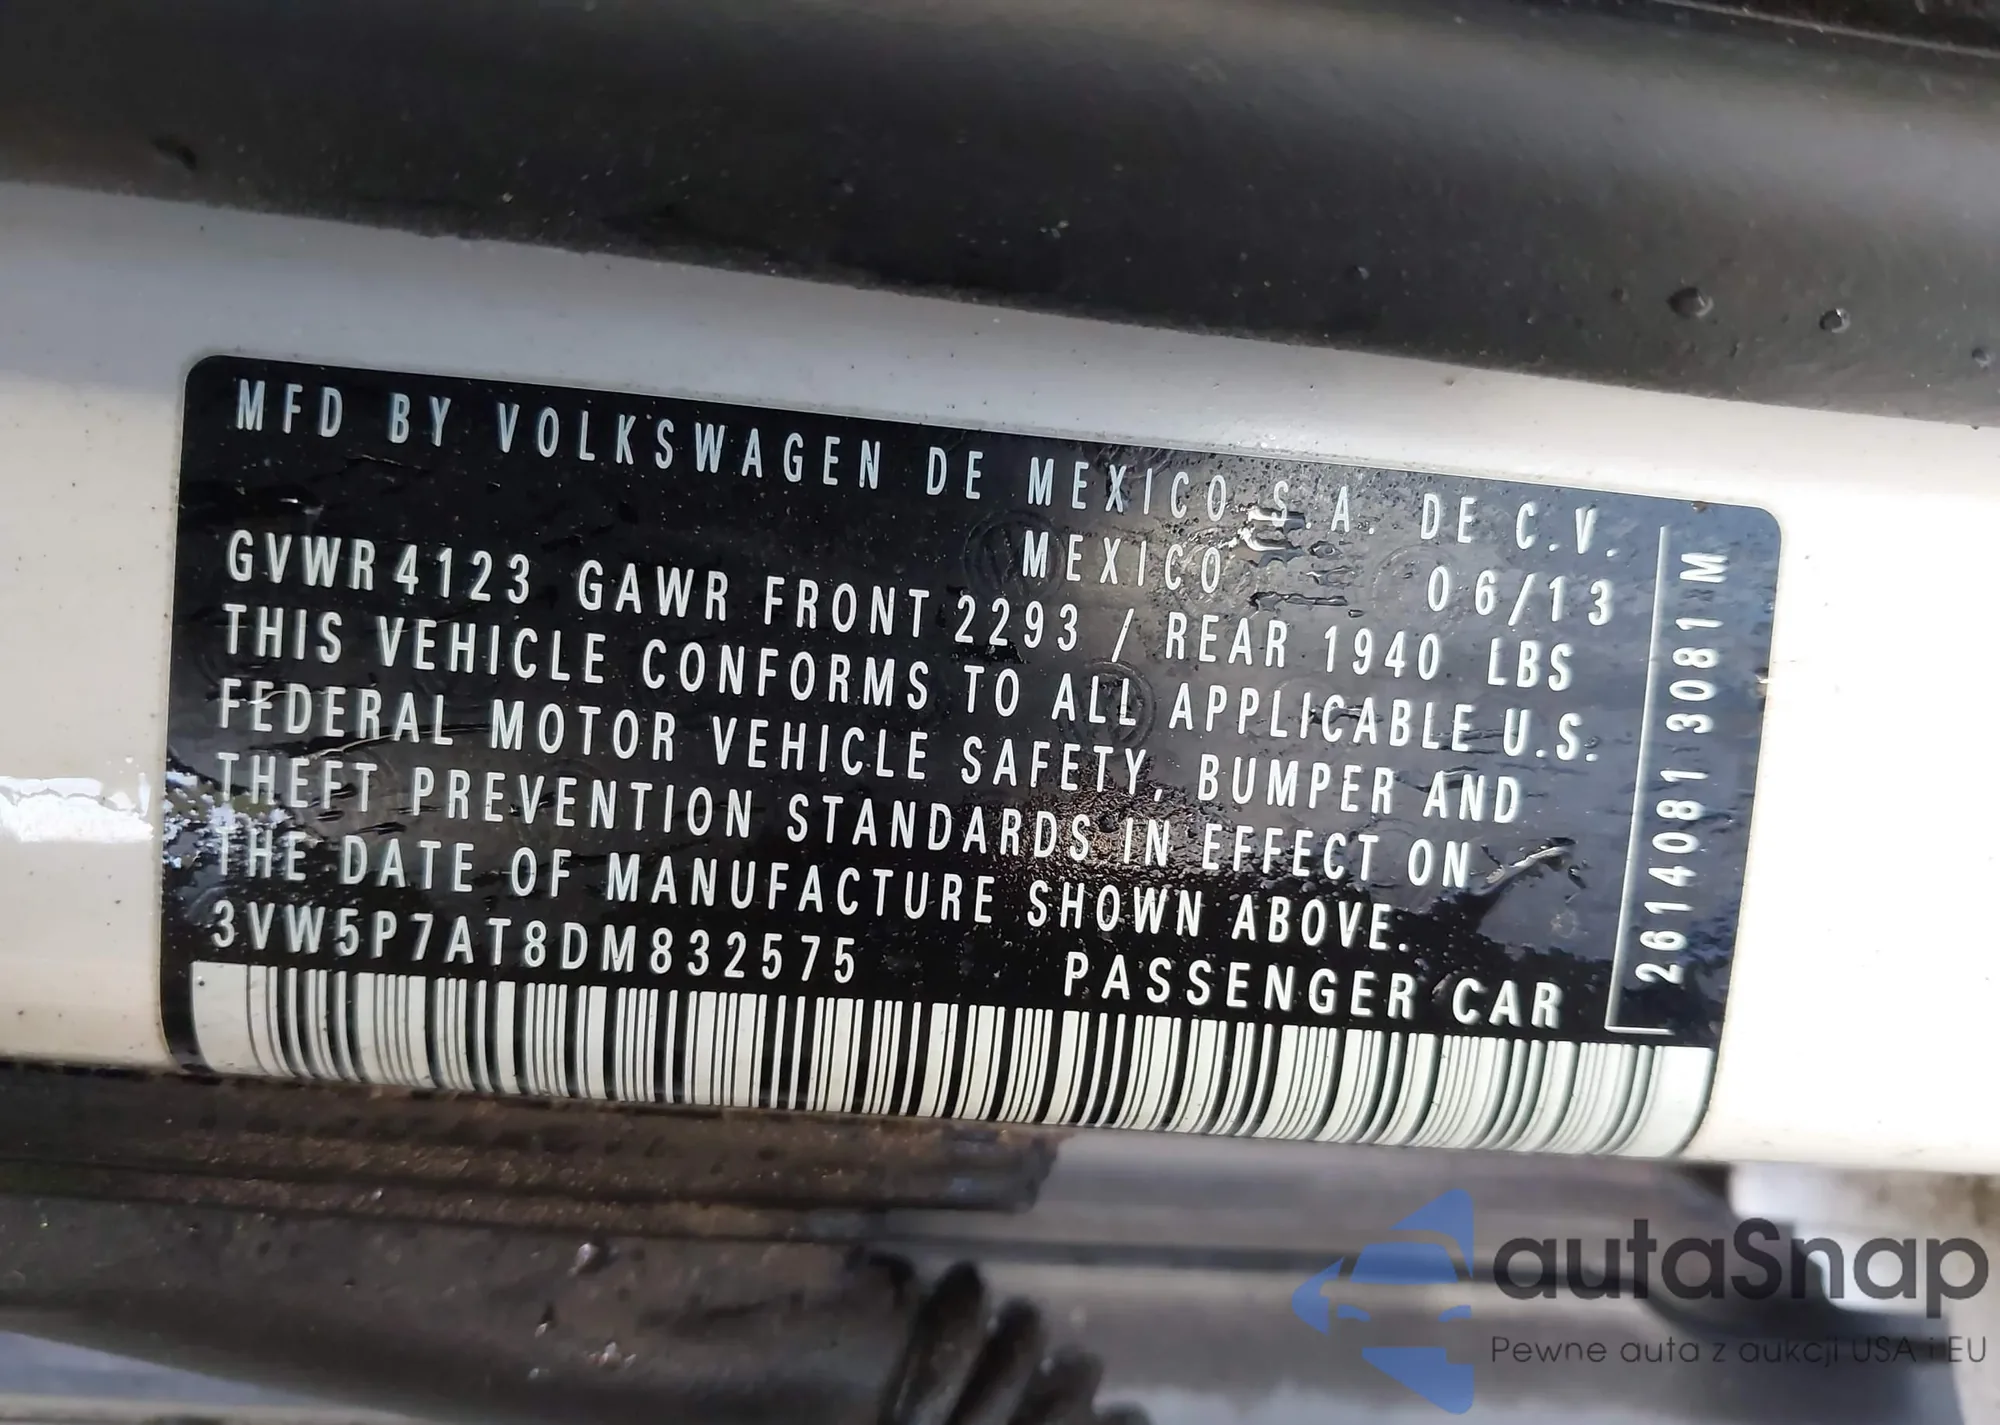 MFD BY VOLKSWAGEN DE MEXICO S.A. DE C.V.
MEXICO 06/13
GVWR 4123 GAWR FRONT 2293 / REAR 1940 LBS
THIS VEHICLE CONFORMS TO ALL APPLICABLE U.S.
FEDERAL MOTOR VEHICLE SAFETY, BUMPER AND
THEFT PREVENTION STANDARDS IN EFFECT ON
THE DATE OF MANUFACTURE SHOWN ABOVE.
3VW5P7AT8DM832575 PASSENGER CAR
2614081 3081 M
autaSnap
Pewne auta z aukcji USA i EU